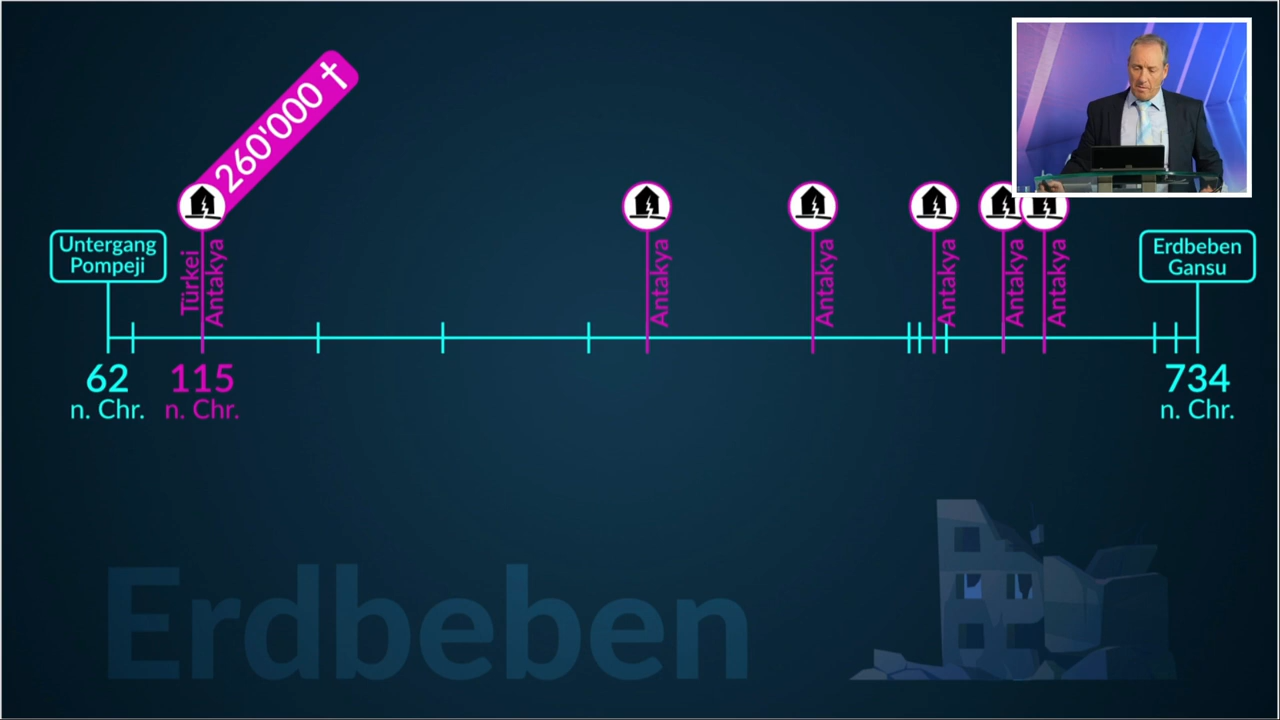 260'000 †
Untergang
Pompeji
Türkei
Antakya
Antakya
Antakya
Antakya
Antakya
Antakya
Erdbeben
Gansu
62
n. Chr.
115
n. Chr.
734
n. Chr.
Erdbeben